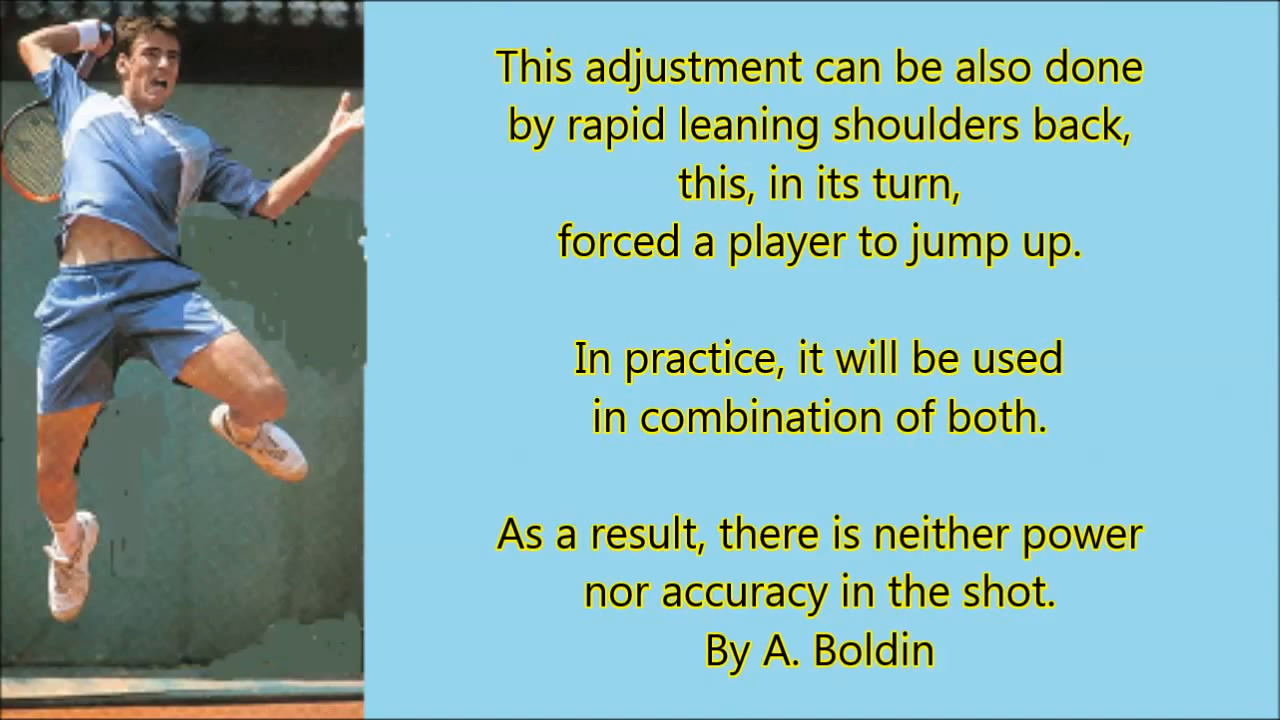 This adjustment can be also done
by rapid leaning shoulders back,
this, in its turn,
forced a player to jump up.
In practice, it will be used
in combination of both.
As a result, there is neither power
nor accuracy in the shot.
By A. Boldin